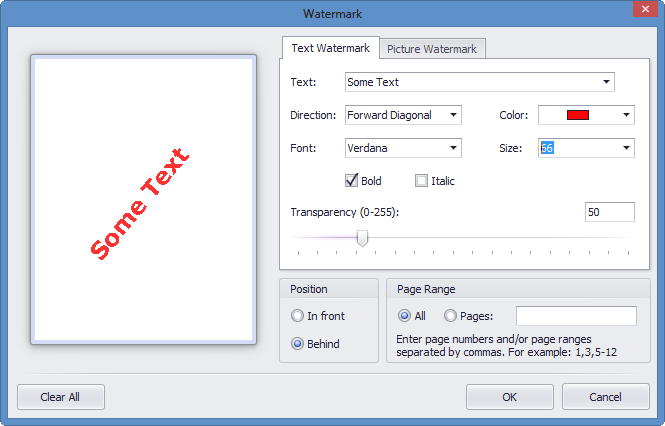 Watermark
Text Watermark
Picture Watermark
Text:
Some Text
Direction:
Forward Diagonal
Color:
Font:
Verdana
Size:
66
Bold
Italic
Transparency (0-255):
50
Some Text
Position
In front
Behind
Page Range
All
Pages:
Enter page numbers and/or page ranges
separated by commas. For example: 1,3,5-12
Clear All
OK
Cancel